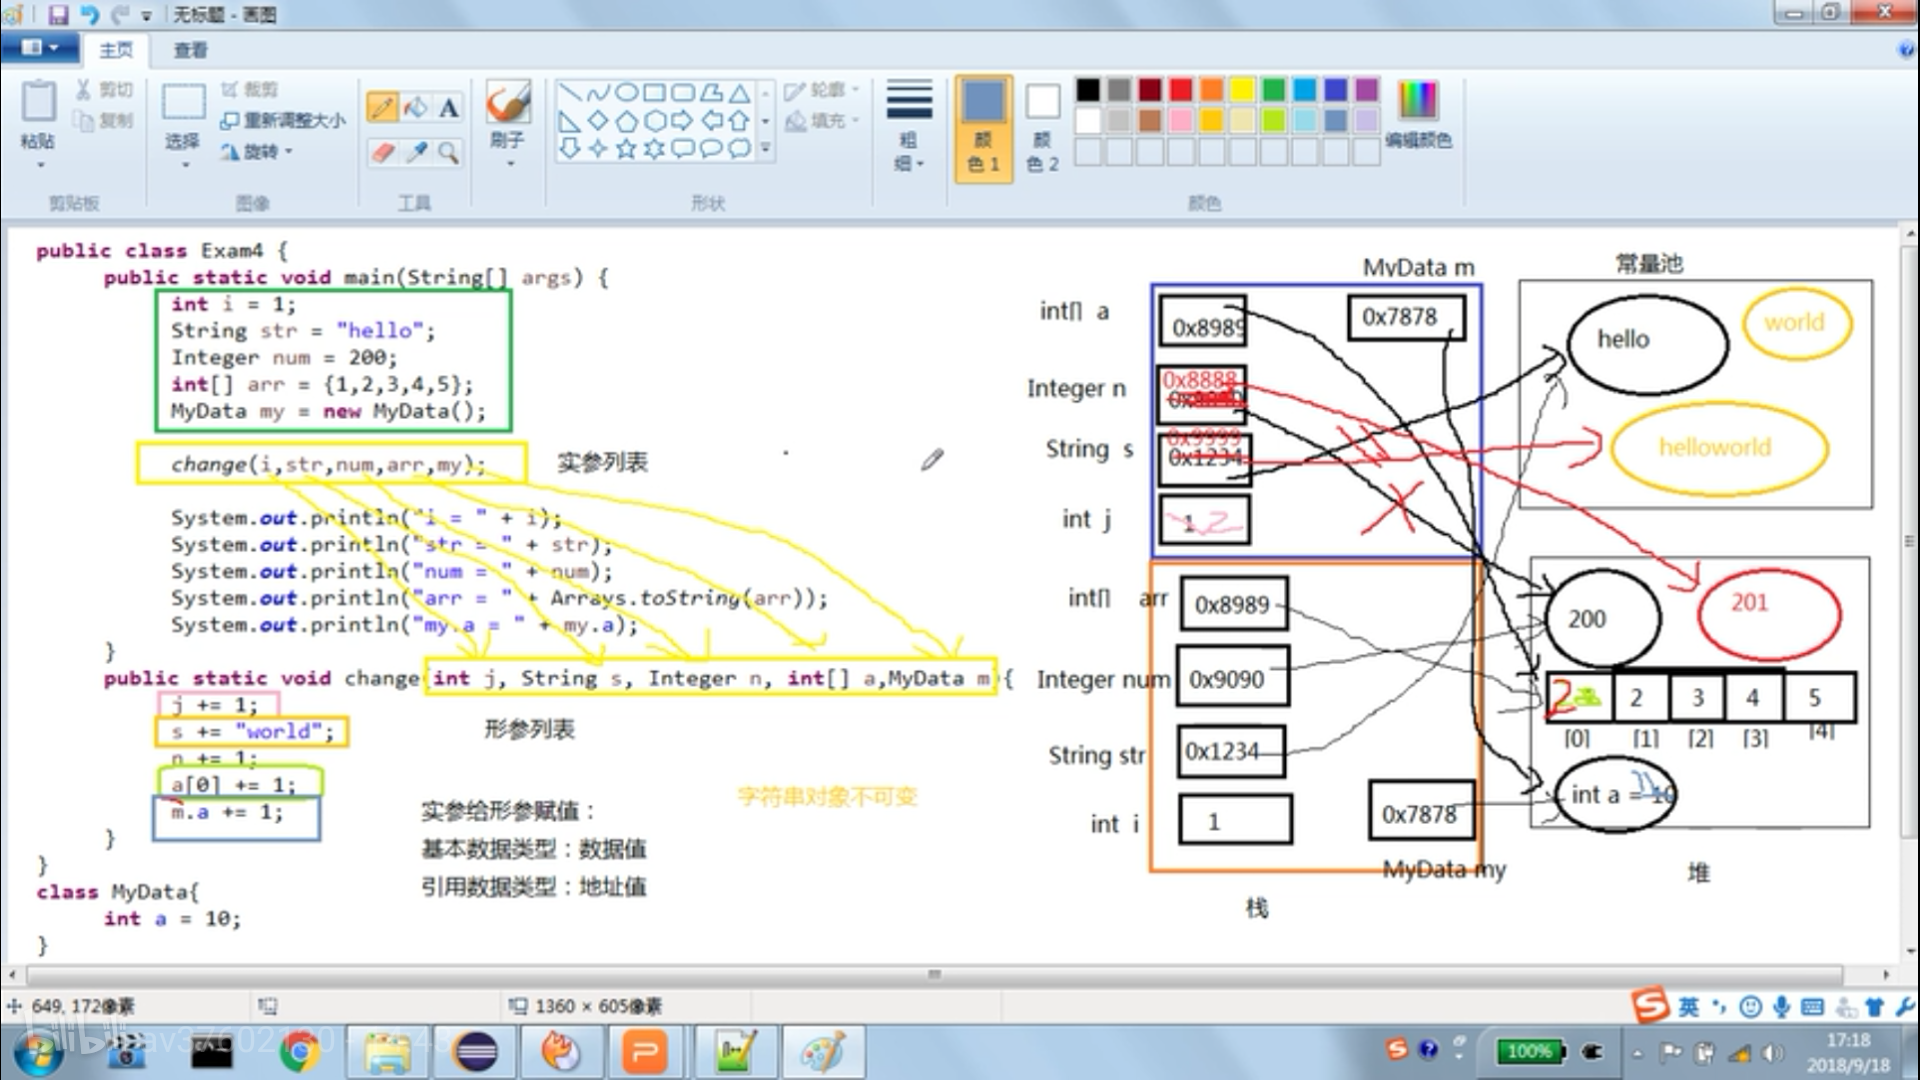 无标题 - 画图
主页 查看
粘贴
剪切
复制
剪贴板
选择
裁剪
重新调整大小
旋转
图像
A
工具
刷子
轮廓
填充
形状
粗细
颜色 1
颜色 2
编辑颜色
颜色
public class Exam4 {
public static void main(String[] args) {
int i = 1;
String str = "hello";
Integer num = 200;
int[] arr = {1,2,3,4,5};
MyData my = new MyData();
change(i,str,num,arr,my);
实参列表
System.out.println("i = " + i);
System.out.println("str = " + str);
System.out.println("num = " + num);
System.out.println("arr = " + Arrays.toString(arr));
System.out.println("my.a = " + my.a);
}
public static void change(int j, String s, Integer n, int[] a,MyData m){
j += 1;
s += "world";
n += 1;
a[0] += 1;
m.a += 1;
}
}
class MyData{
int a = 10;
}
形参列表
字符串对象不可变
实参给形参赋值：
基本数据类型：数据值
引用数据类型：地址值
MyData m
int[] a
0x8989
0x7878
Integer n
0x8888
String s
0x9999
0x1234
int j
1 2
int[] arr
0x8989
Integer num
0x9090
String str
0x1234
int i
1
0x7878
MyData my
栈
常量池
hello
world
helloworld
200
201
2 2 3 4 5
[0] [1] [2] [3] [4]
int a = 10
堆
649, 172像素
1360 × 605像素
英
bilibili av37602130
100%
17:18
2018/9/18